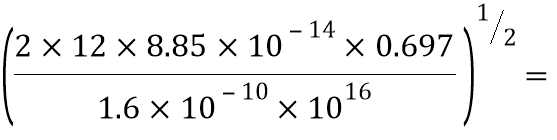 (2 × 12 × 8.85 × 10^{-14} × 0.697 / 1.6 × 10^{-10} × 10^{16})^{1/2} =